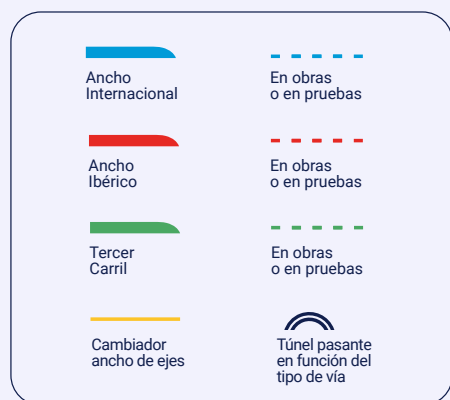 Ancho
Internacional
En obras
o en pruebas
Ancho
Ibérico
En obras
o en pruebas
Tercer
Carril
En obras
o en pruebas
Cambiador
ancho de ejes
Túnel pasante
en función del
tipo de vía